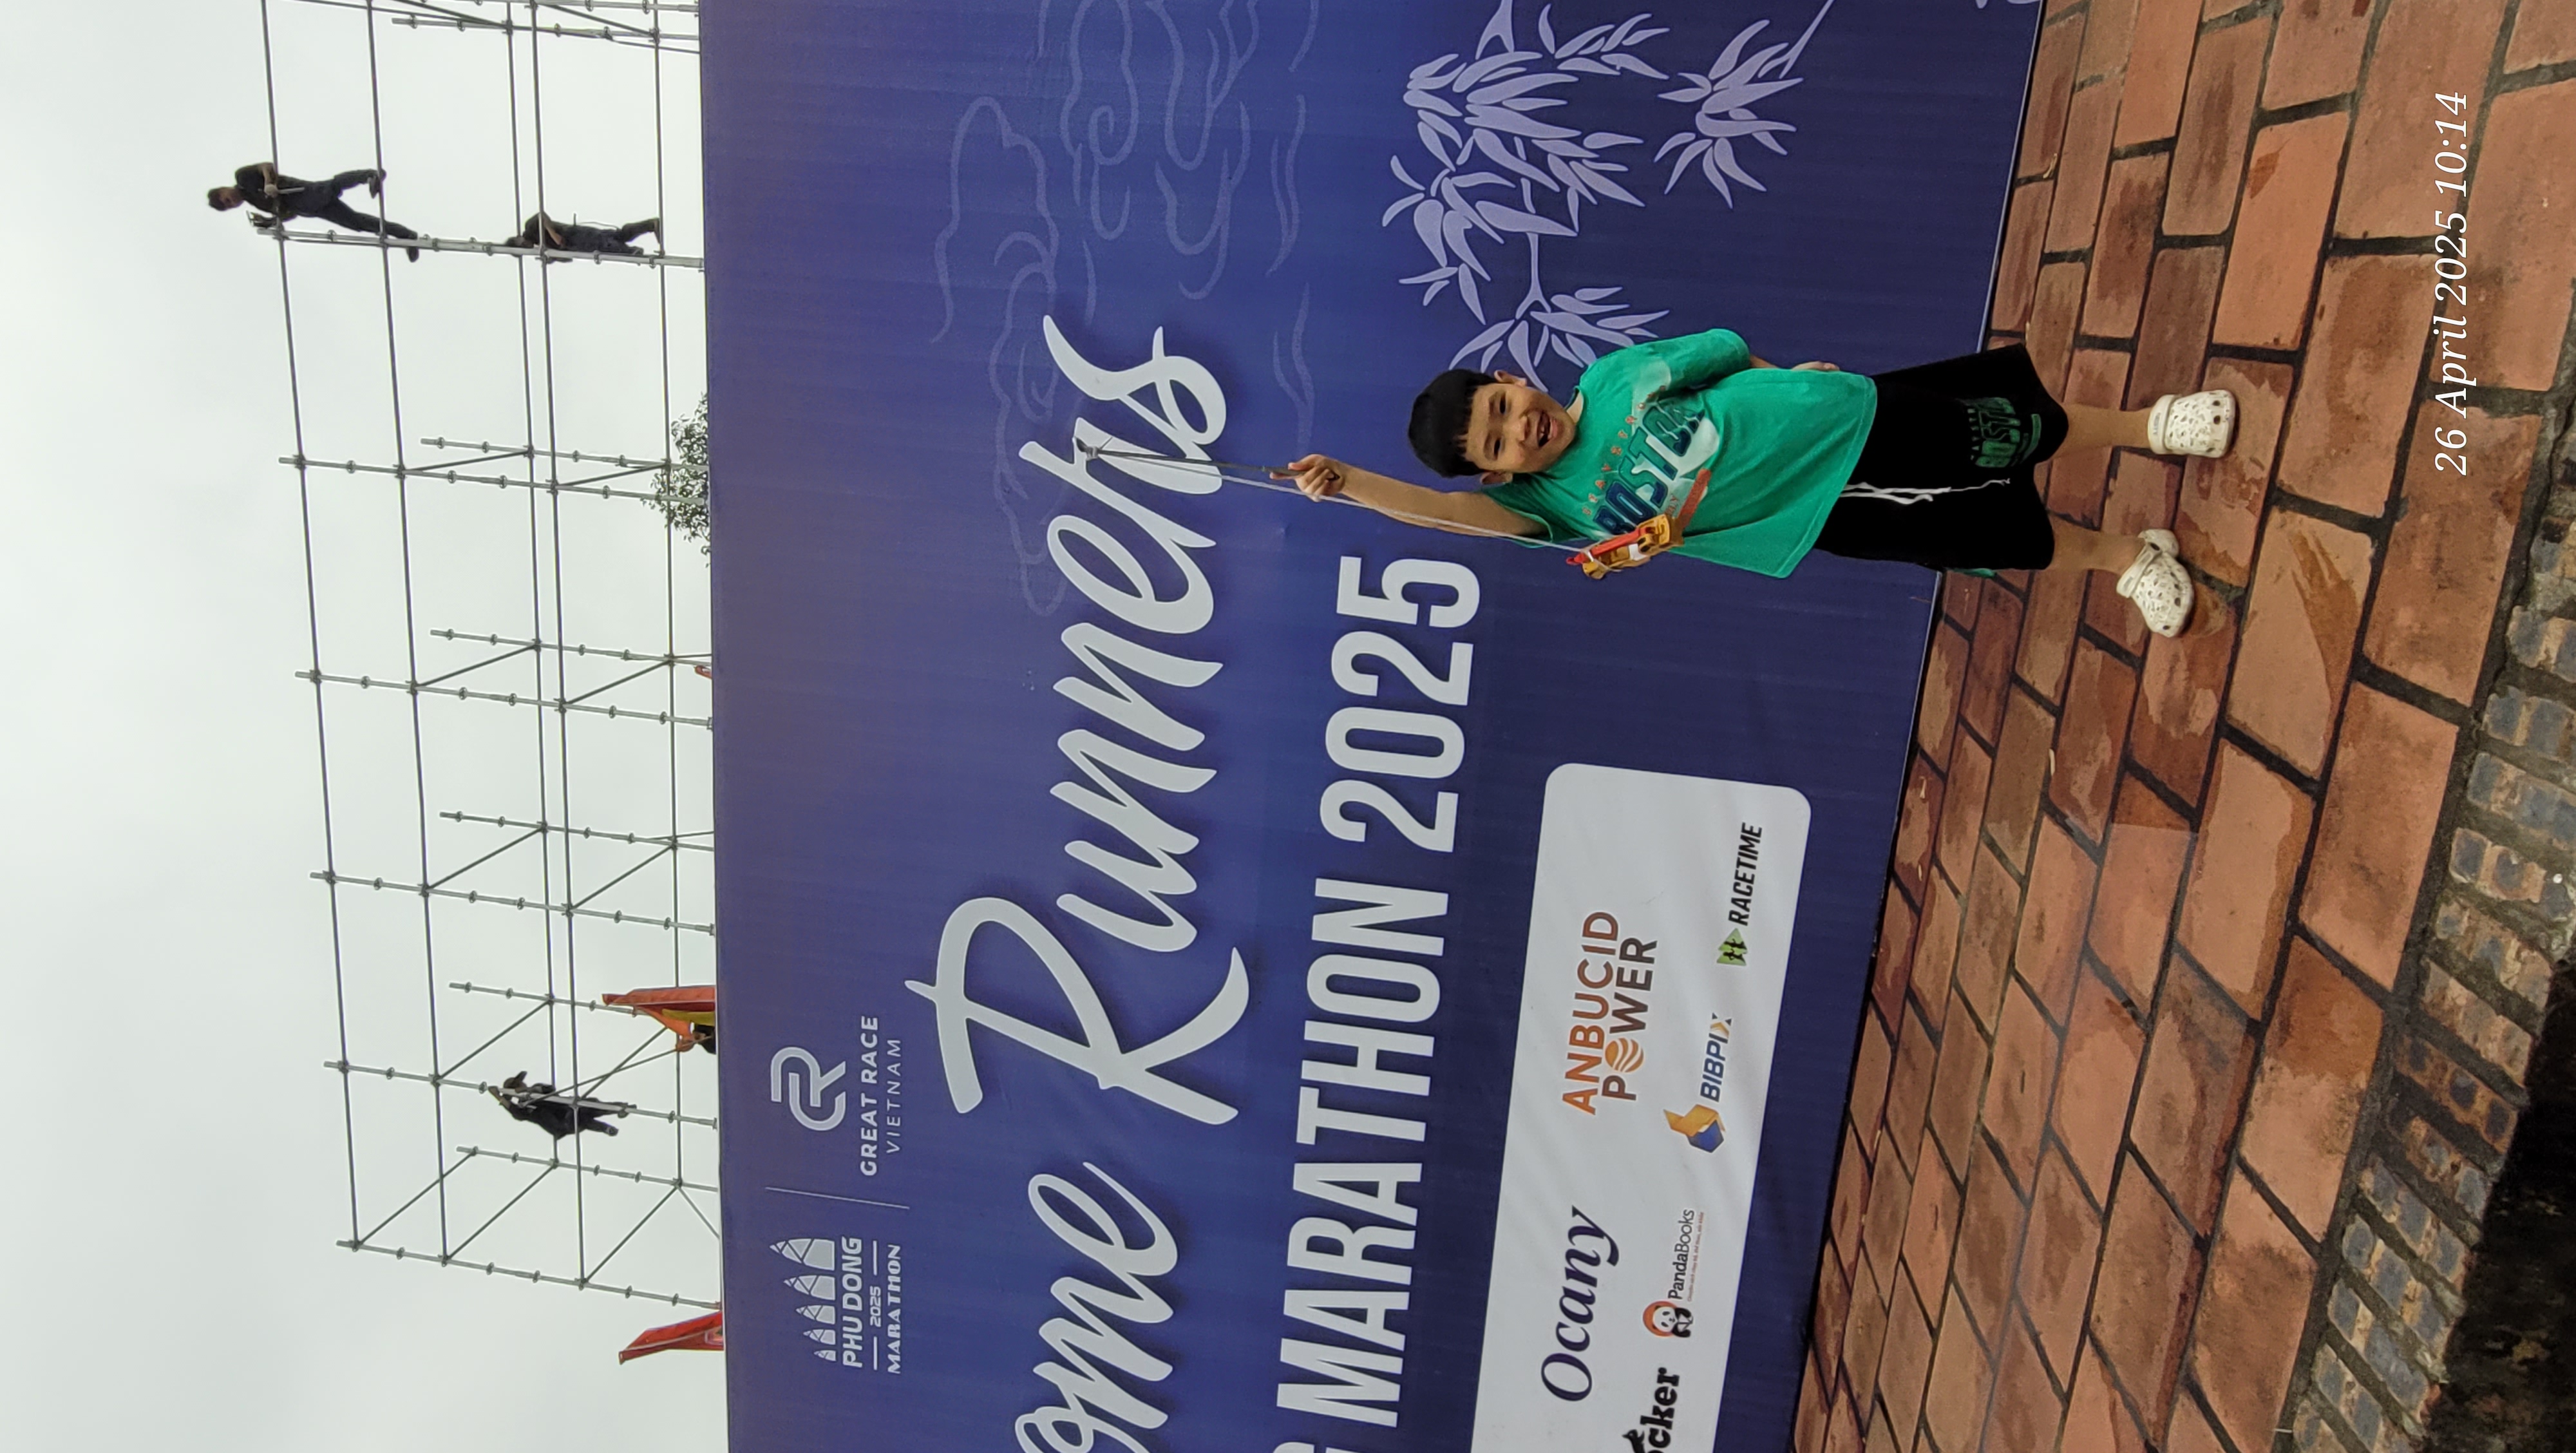 PHU DONG
2025
MARATHON
GREAT RACE
VIETNAM
ome Runners
G MARATHON 2025
Ocany
ANBUCID
POWER
cker
PandaBooks
BIBPIX
RACETIME
BOSTON
BOSTON
26 April 2025 10:14